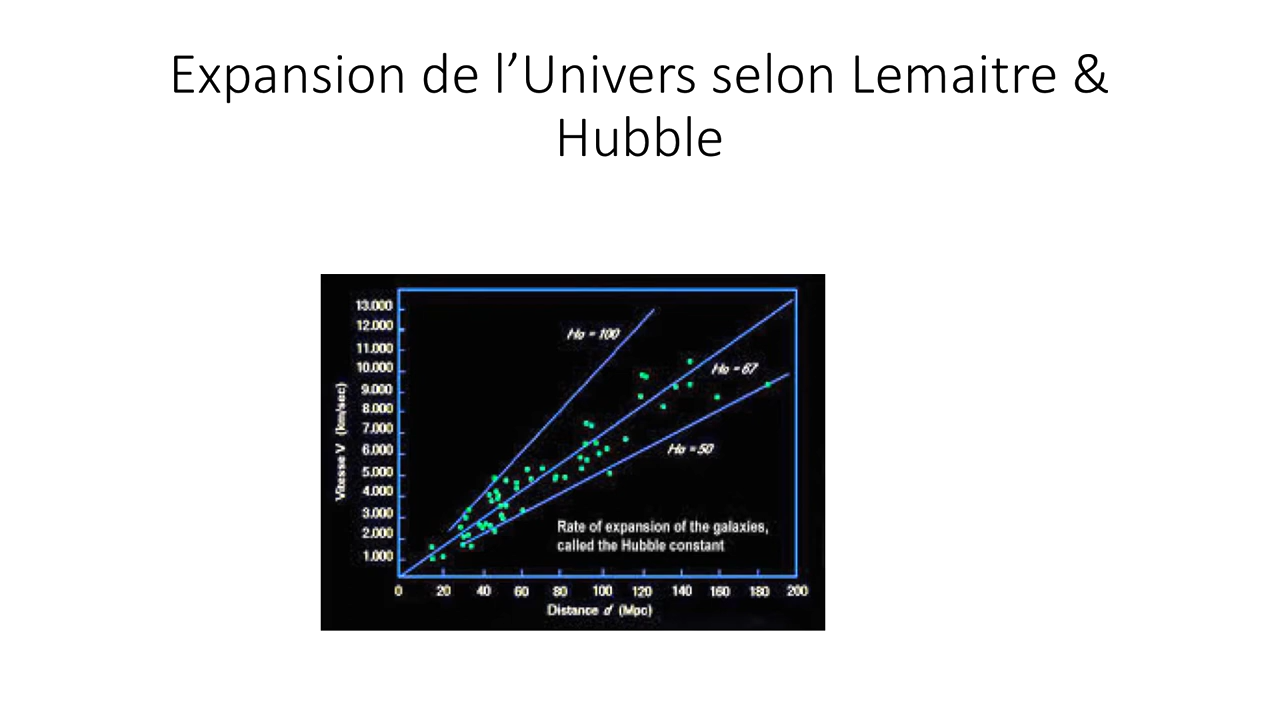 Expansion de l’Univers selon Lemaitre &
Hubble
13.000
12.000
11.000
10.000
9.000
8.000
7.000
6.000
5.000
4.000
3.000
2.000
1.000
Vitesse V (km/sec)
Ho = 100
Ho = 67
Ho = 50
Rate of expansion of the galaxies,
called the Hubble constant
0 20 40 60 80 100 120 140 160 180 200
Distance d (Mpc)